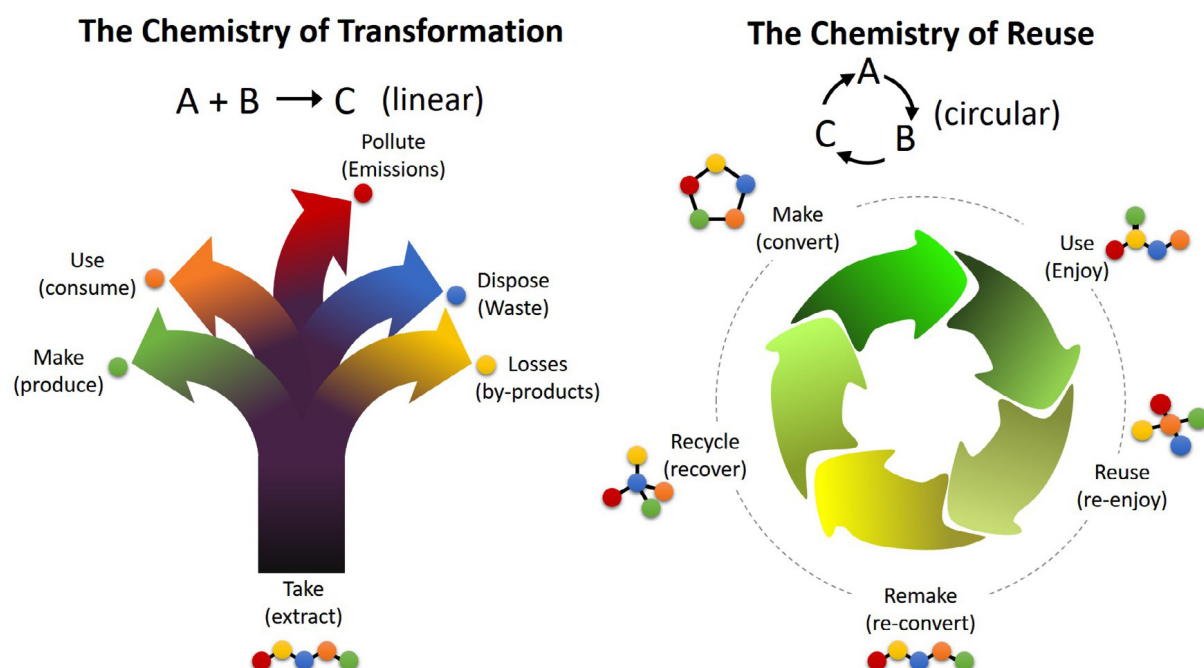 The Chemistry of Transformation
A + B → C (linear)
Pollute
(Emissions)
Use
(consume)
Dispose
(Waste)
Make
(produce)
Losses
(by-products)
Take
(extract)
The Chemistry of Reuse
A
C B (circular)
Make
(convert)
Use
(Enjoy)
Recycle
(recover)
Reuse
(re-enjoy)
Remake
(re-convert)